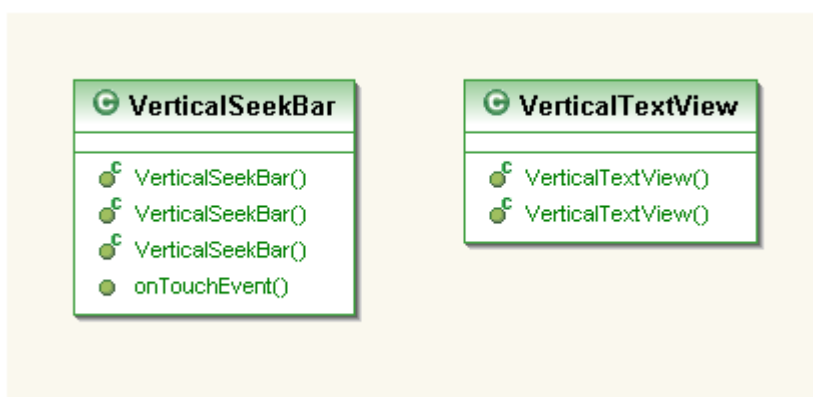 C VerticalSeekBar
C VerticalSeekBar()
C VerticalSeekBar()
C VerticalSeekBar()
onTouchEvent()
C VerticalTextView
C VerticalTextView()
C VerticalTextView()